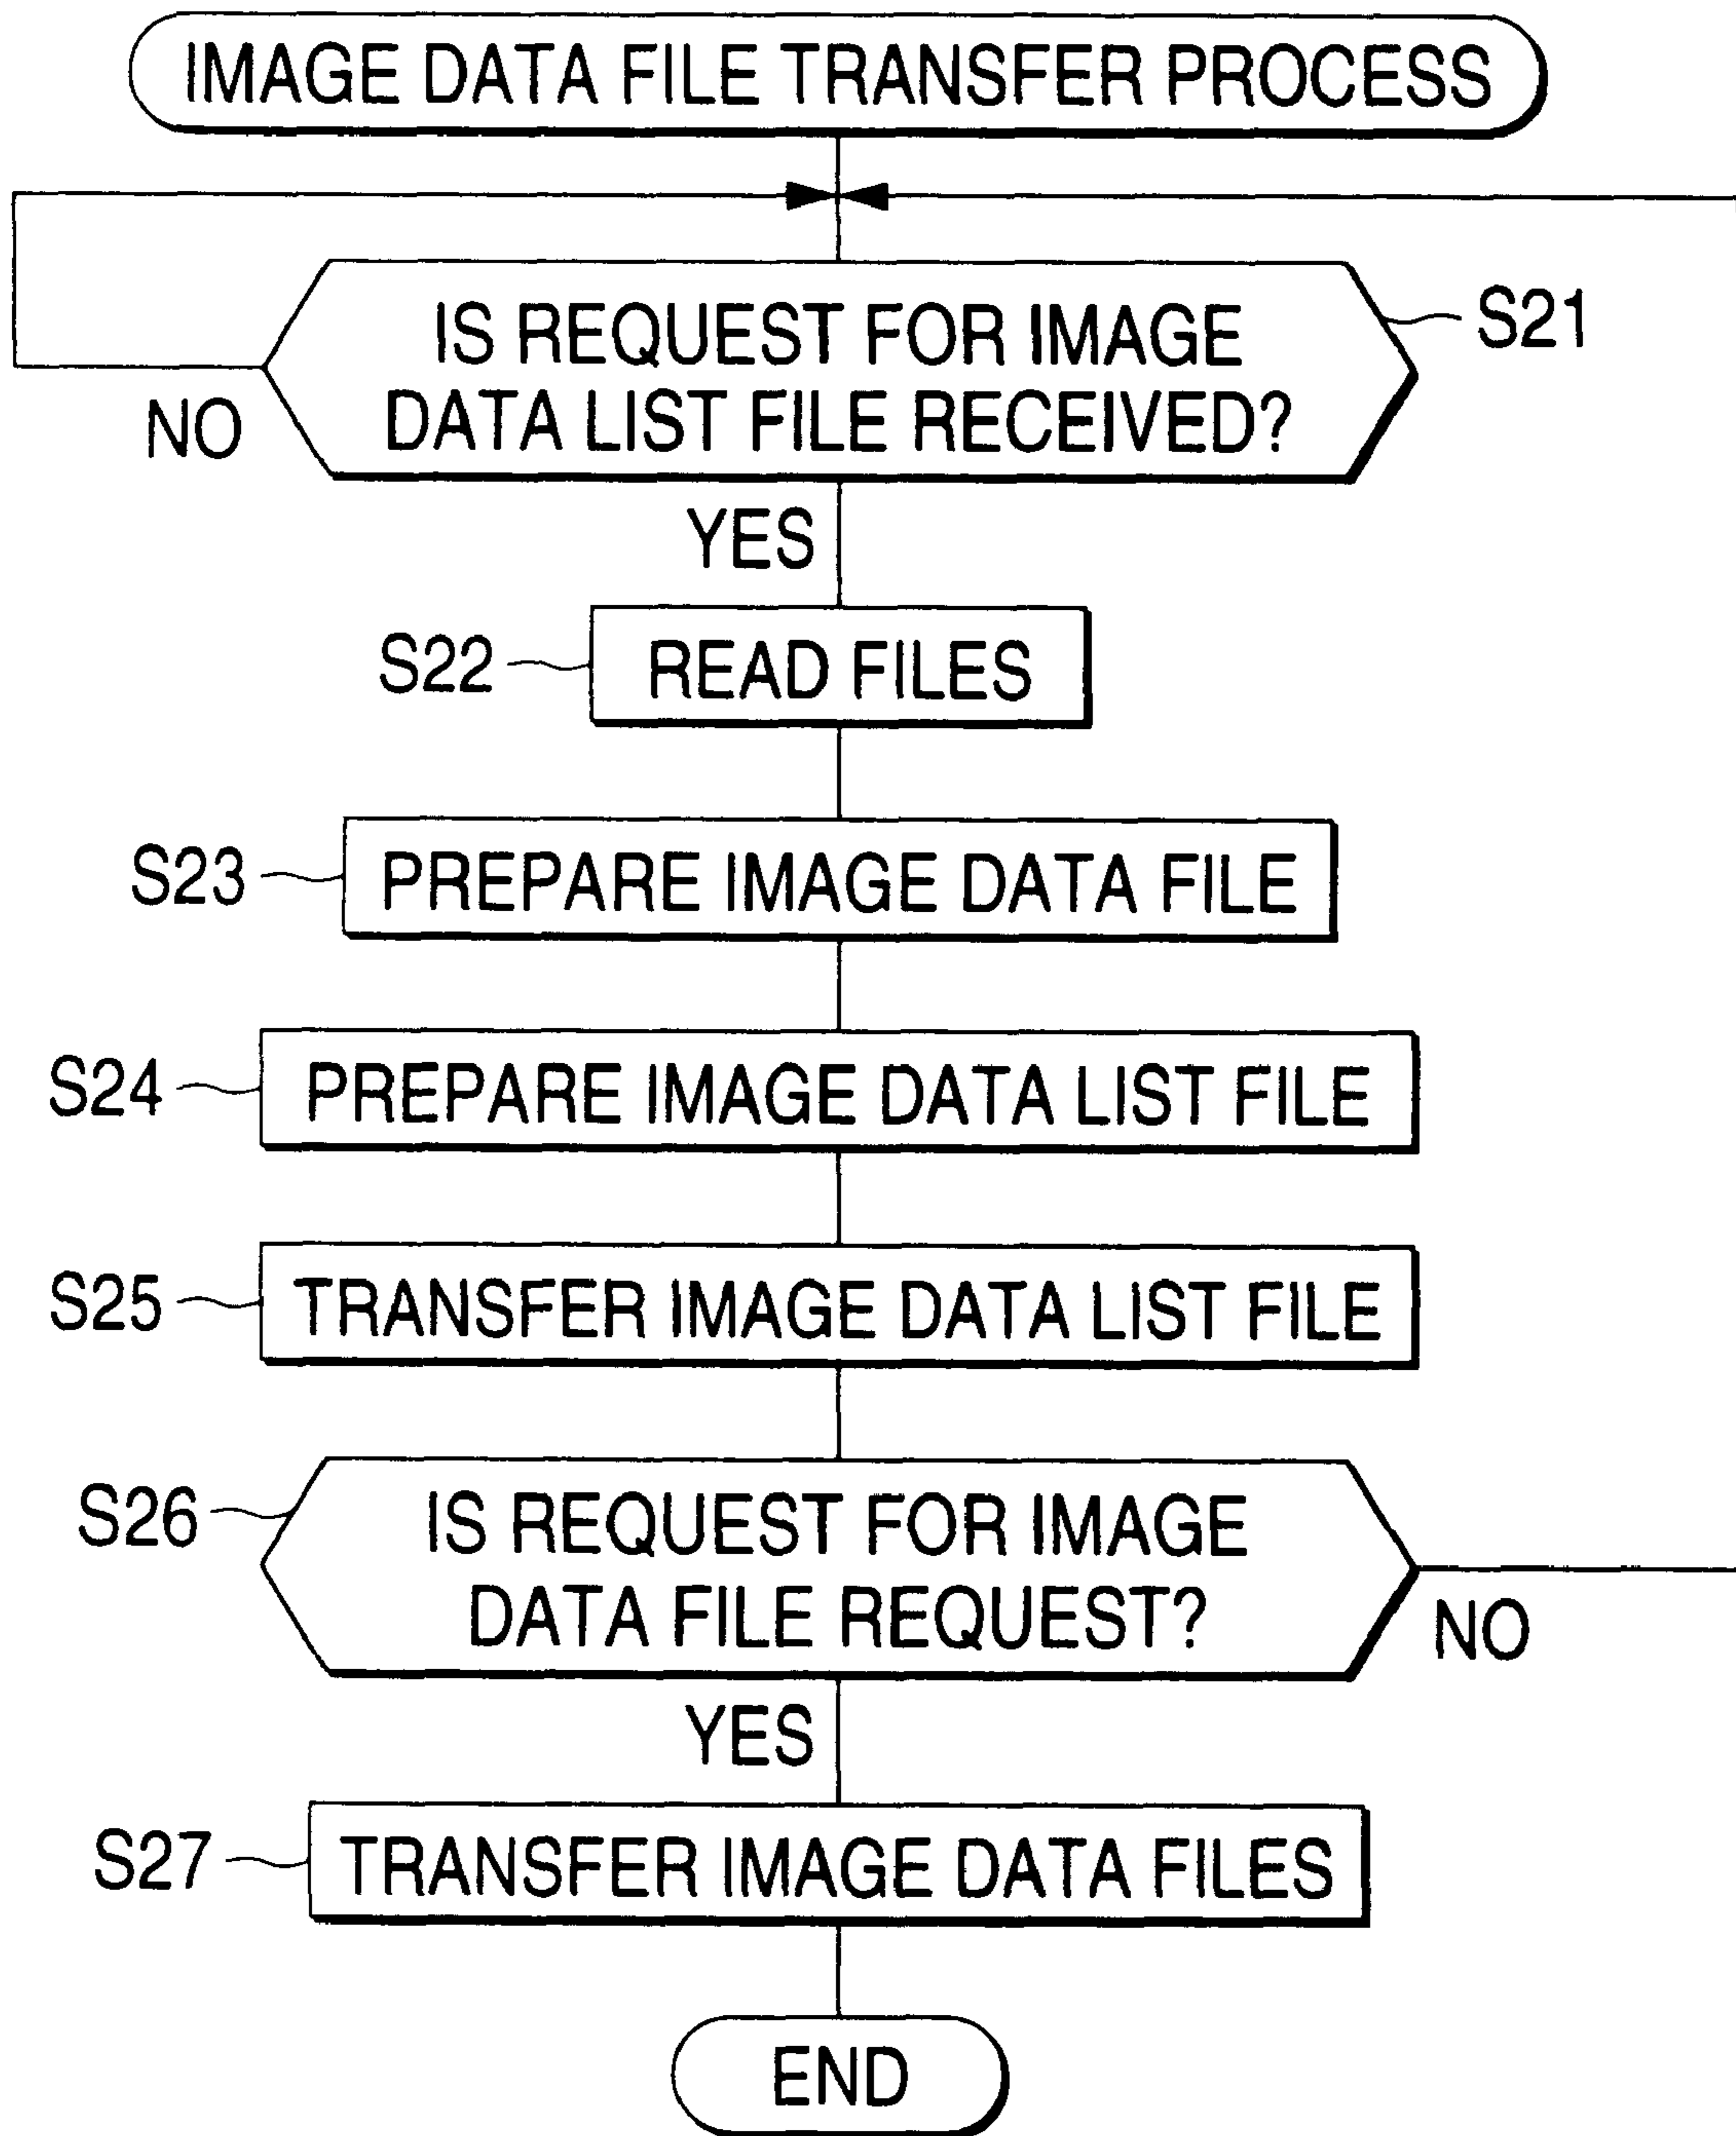 IMAGE DATA FILE TRANSFER PROCESS
IS REQUEST FOR IMAGE
DATA LIST FILE RECEIVED?
S21
NO
YES
S22
READ FILES
S23
PREPARE IMAGE DATA FILE
S24
PREPARE IMAGE DATA LIST FILE
S25
TRANSFER IMAGE DATA LIST FILE
S26
IS REQUEST FOR IMAGE
DATA FILE REQUEST?
NO
YES
S27
TRANSFER IMAGE DATA FILES
END